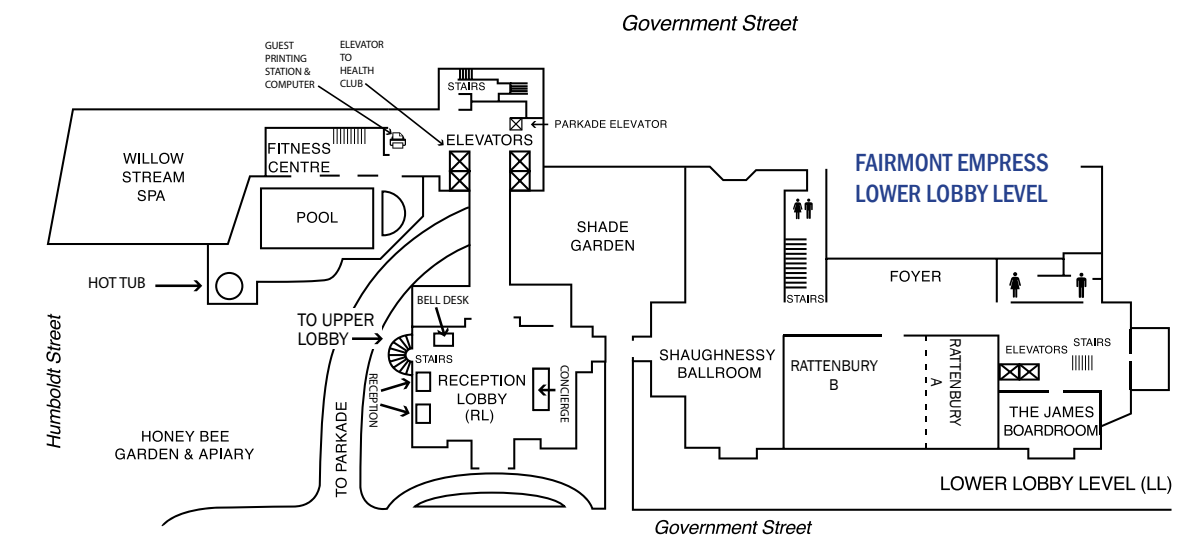 Government Street
GUEST
PRINTING
STATION &
COMPUTER
ELEVATOR
TO
HEALTH
CLUB
STAIRS
PARKADE ELEVATOR
ELEVATORS
FITNESS
CENTRE
WILLOW
STREAM
SPA
FAIRMONT EMPRESS
LOWER LOBBY LEVEL
POOL
SHADE
GARDEN
HOT TUB
FOYER
BELL DESK
STAIRS
TO UPPER
LOBBY
STAIRS
Humboldt Street
RECEPTION
RECEPTION
LOBBY
(RL)
CONCIERGE
SHAUGHNESSY
BALLROOM
RATTENBURY
B
RATTENBURY
A
ELEVATORS
STAIRS
THE JAMES
BOARDROOM
HONEY BEE
GARDEN & APIARY
TO PARKADE
LOWER LOBBY LEVEL (LL)
Government Street